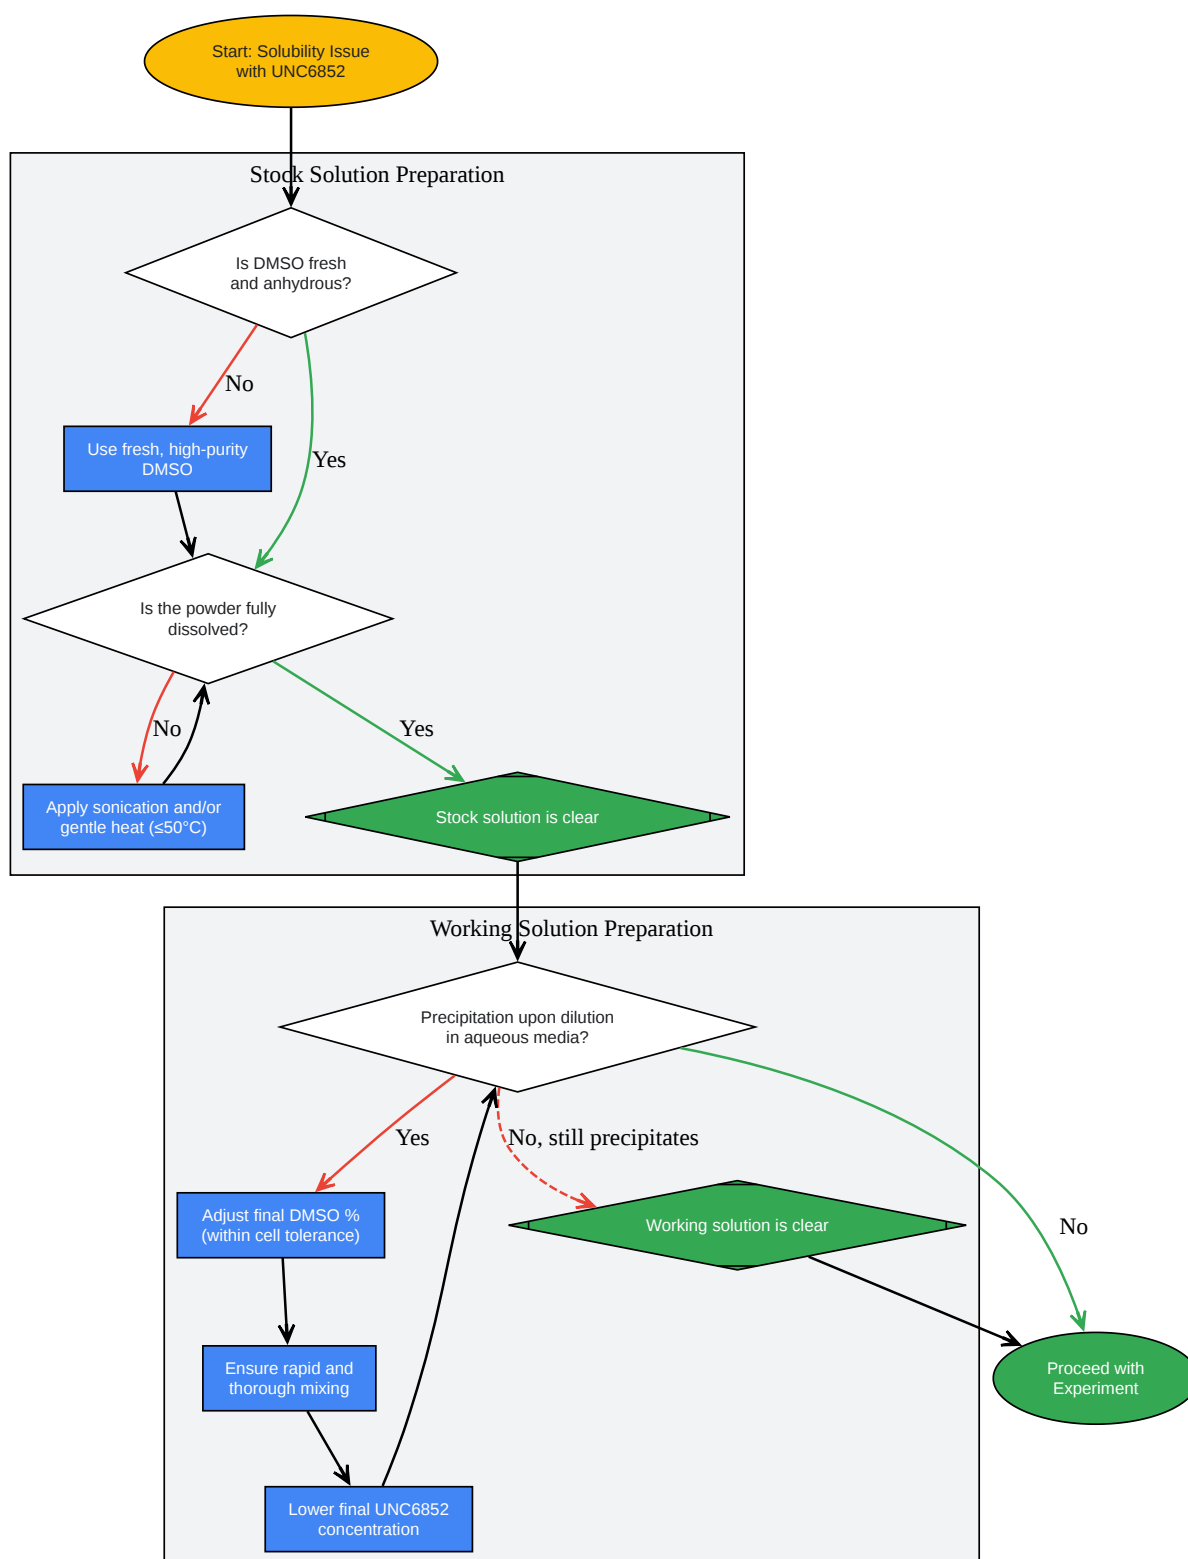 Start: Solubility Issue
with UNC6852
Stock Solution Preparation
Is DMSO fresh
and anhydrous?
No
Yes
Use fresh, high-purity
DMSO
Is the powder fully
dissolved?
No
Yes
Apply sonication and/or
gentle heat (≤50°C)
Stock solution is clear
Working Solution Preparation
Precipitation upon dilution
in aqueous media?
Yes
No, still precipitates
No
Adjust final DMSO %
(within cell tolerance)
Working solution is clear
Ensure rapid and
thorough mixing
Proceed with
Experiment
Lower final UNC6852
concentration